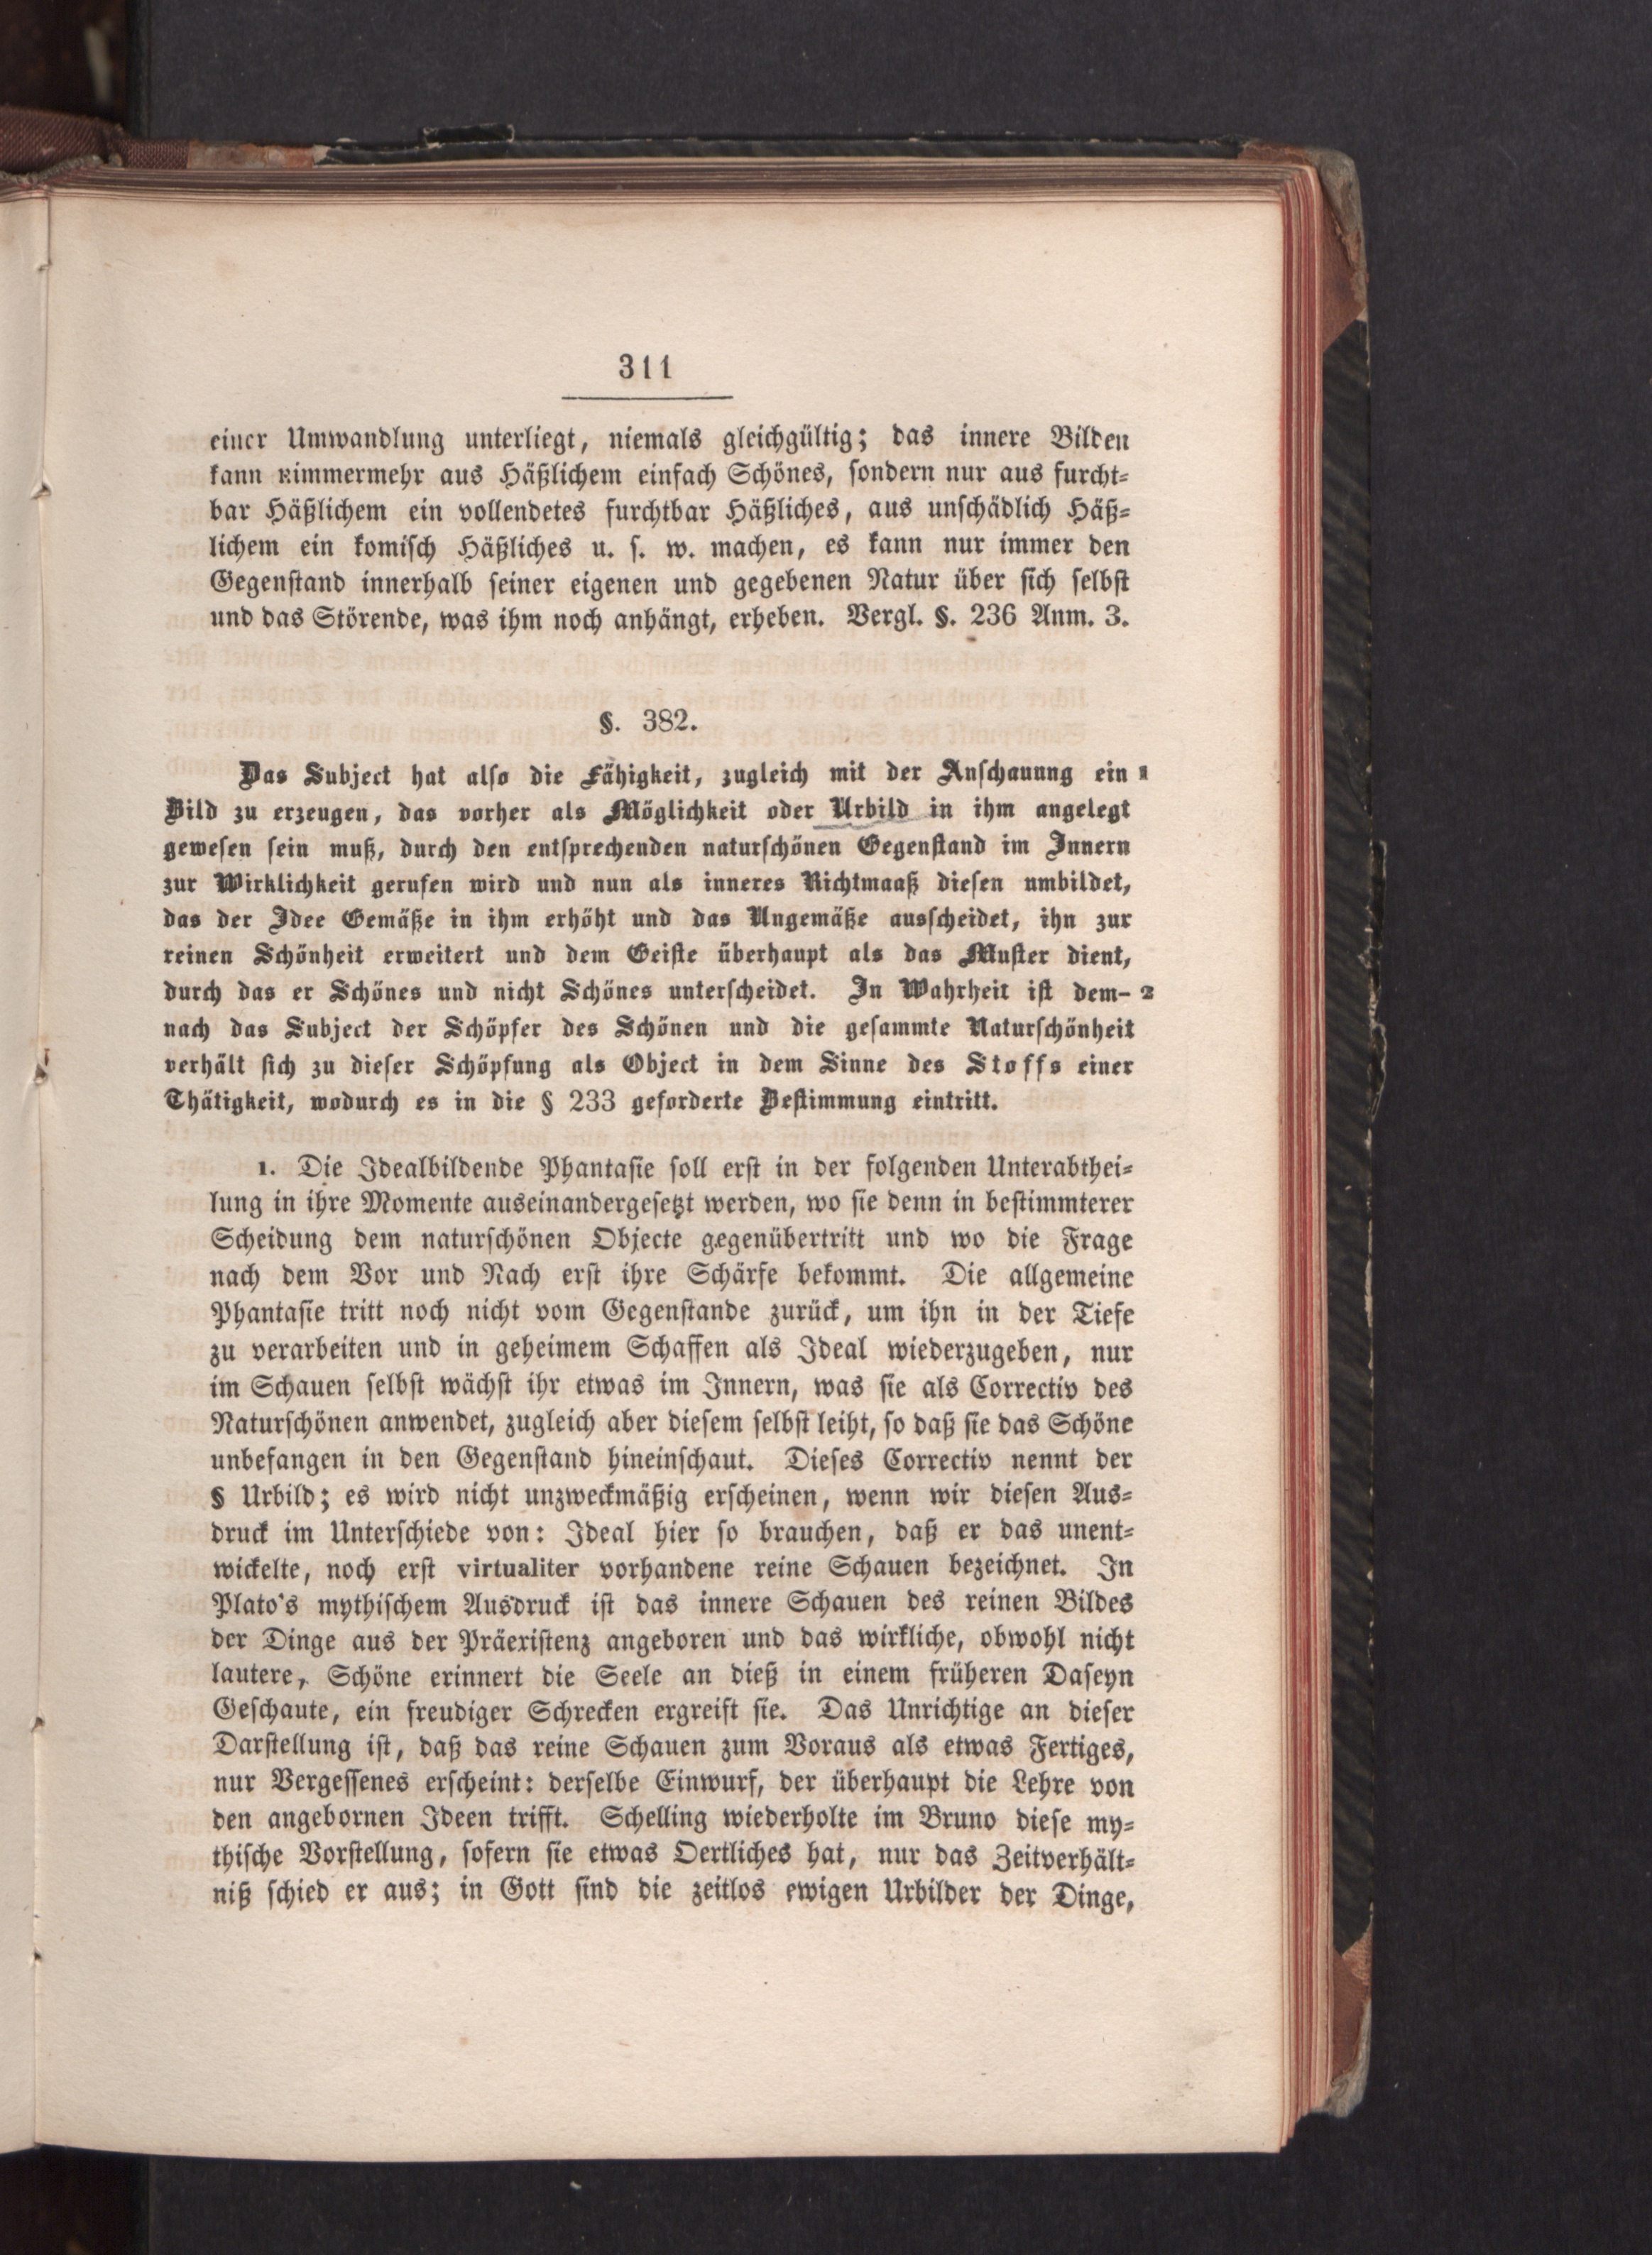 311
einer Umwandlung unterliegt, niemals gleichgültig; das innere Bilden
kann nimmermehr aus Häßlichem einfach Schönes, sondern nur aus furcht-
bar Häßlichem ein vollendetes furchtbar Häßliches, aus unschädlich Häß-
lichem ein komisch Häßliches u. s. w. machen, es kann nur immer den
Gegenstand innerhalb seiner eigenen und gegebenen Natur über sich selbst
und das Störende, was ihm noch anhängt, erheben. Vergl. §. 236 Anm. 3.
§. 382.
Das Subject hat also die Fähigkeit, zugleich mit der Anschauung ein 1
Bild zu erzeugen, das vorher als Möglichkeit oder Urbild in ihm angelegt
gewesen sein muß, durch den entsprechenden naturschönen Gegenstand im Innern
zur Wirklichkeit gerufen wird und nun als inneres Richtmaaß diesen umbildet,
das der Idee Gemäße in ihm erhöht und das Ungemäße ausscheidet, ihn zur
reinen Schönheit erweitert und dem Geiste überhaupt als das Muster dient,
durch das er Schönes und nicht Schönes unterscheidet. In Wahrheit ist dem- 2
nach das Subject der Schöpfer des Schönen und die gesammte Naturschönheit
verhält sich zu dieser Schöpfung als Object in dem Sinne des Stoffs einer
Thätigkeit, wodurch es in die § 233 geforderte Bestimmung eintritt.
1. Die Idealbildende Phantasie soll erst in der folgenden Unterabthei-
lung in ihre Momente auseinandergesetzt werden, wo sie denn in bestimmterer
Scheidung dem naturschönen Objecte gegenübertritt und wo die Frage
nach dem Vor und Nach erst ihre Schärfe bekommt. Die allgemeine
Phantasie tritt noch nicht vom Gegenstande zurück, um ihn in der Tiefe
zu verarbeiten und in geheimem Schaffen als Ideal wiederzugeben, nur
im Schauen selbst wächst ihr etwas im Innern, was sie als Correctiv des
Naturschönen anwendet, zugleich aber diesem selbst leiht, so daß sie das Schöne
unbefangen in den Gegenstand hineinschaut. Dieses Correctiv nennt der
§ Urbild; es wird nicht unzweckmäßig erscheinen, wenn wir diesen Aus-
druck im Unterschiede von: Ideal hier so brauchen, daß er das unent-
wickelte, noch erst virtualiter vorhandene reine Schauen bezeichnet. In
Plato's mythischem Ausdruck ist das innere Schauen des reinen Bildes
der Dinge aus der Präexistenz angeboren und das wirkliche, obwohl nicht
lautere, Schöne erinnert die Seele an dieß in einem früheren Daseyn
Geschaute, ein freudiger Schrecken ergreift sie. Das Unrichtige an dieser
Darstellung ist, daß das reine Schauen zum Voraus als etwas Fertiges,
nur Vergessenes erscheint: derselbe Einwurf, der überhaupt die Lehre von
den angebornen Ideen trifft. Schelling wiederholte im Bruno diese my-
thische Vorstellung, sofern sie etwas Oertliches hat, nur das Zeitverhält-
niß schied er aus; in Gott sind die zeitlos ewigen Urbilder der Dinge,